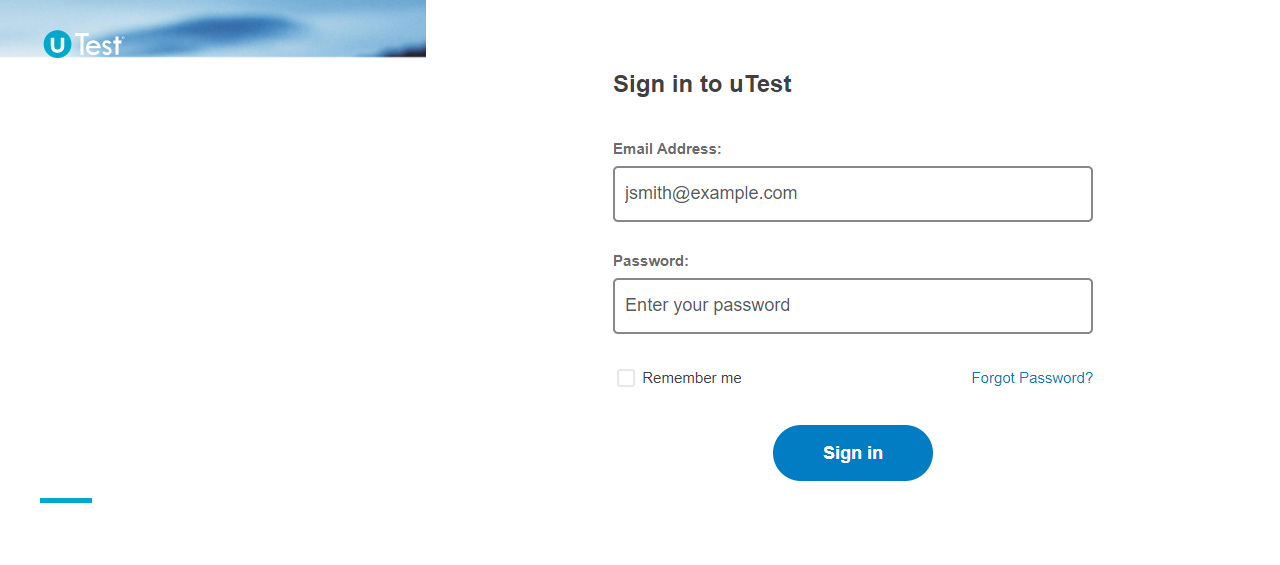 uTest
Sign in to uTest
Email Address:
jsmith@example.com
Password:
Enter your password
Remember me
Forgot Password?
Sign in